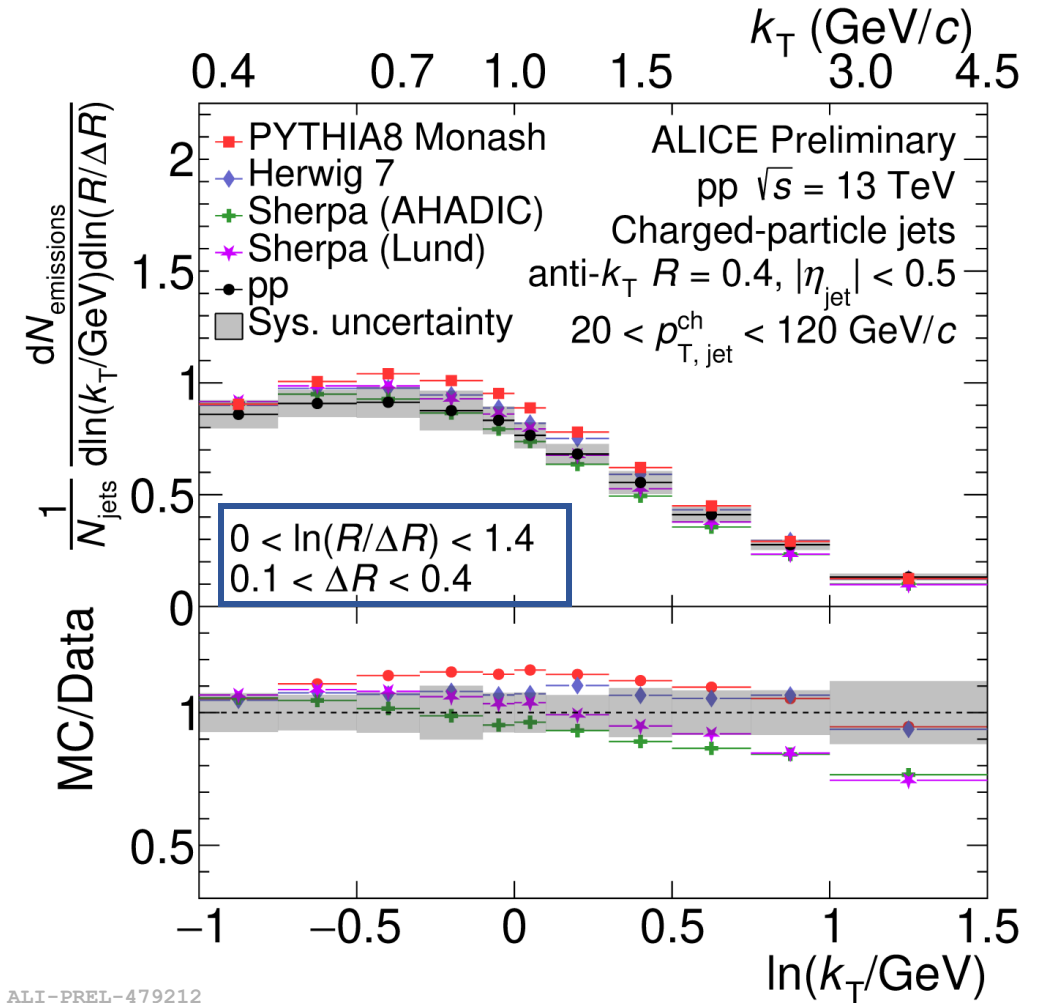 k_T (GeV/c)
0.4 0.7 1.0 1.5 3.0 4.5
1/N_jets dN_emissions/dln(k_T/GeV)dln(R/ΔR)
2
1.5
1
0.5
0
PYTHIA8 Monash
Herwig 7
Sherpa (AHADIC)
Sherpa (Lund)
pp
Sys. uncertainty
ALICE Preliminary
pp √s = 13 TeV
Charged-particle jets
anti-k_T R = 0.4, |η_jet| < 0.5
20 < p_T, jet^ch < 120 GeV/c
0 < ln(R/ΔR) < 1.4
0.1 < ΔR < 0.4
MC/Data
1
0.5
−1 −0.5 0 0.5 1 1.5
ln(k_T/GeV)
ALI-PREL-479212